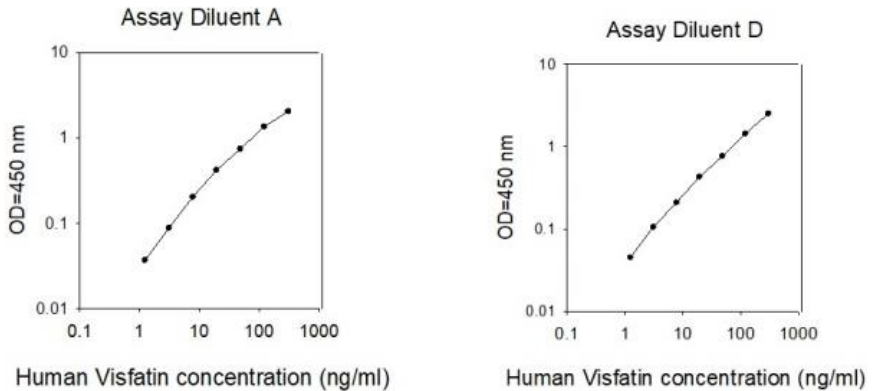 Assay Diluent A
10
1
0.1
0.01
OD=450 nm
0.1 1 10 100 1000
Human Visfatin concentration (ng/ml)
Assay Diluent D
10
1
0.1
0.01
OD=450 nm
0.1 1 10 100 1000
Human Visfatin concentration (ng/ml)